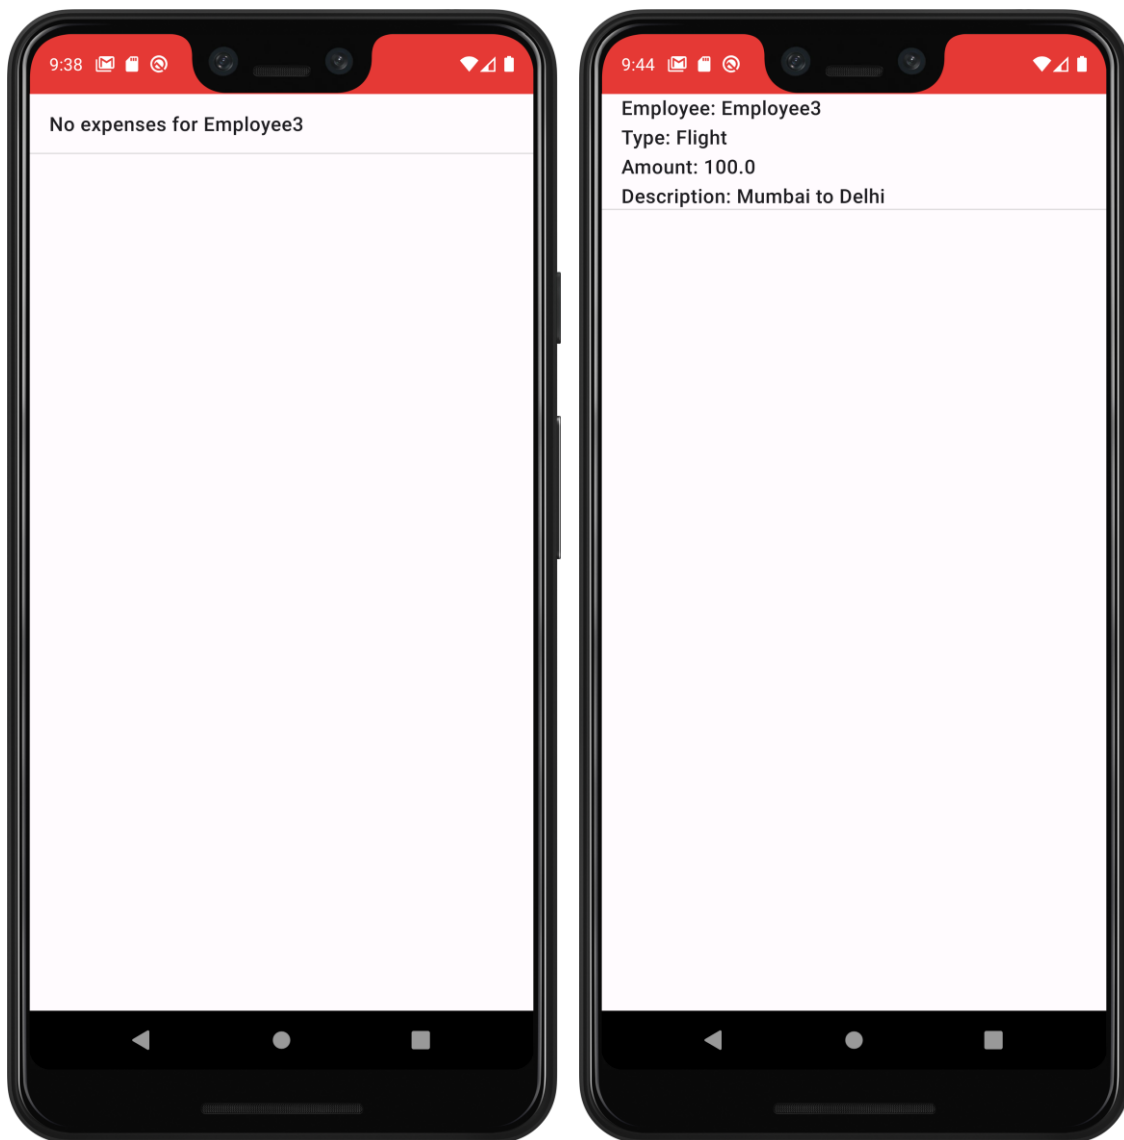 9:38
No expenses for Employee3
9:44
Employee: Employee3
Type: Flight
Amount: 100.0
Description: Mumbai to Delhi